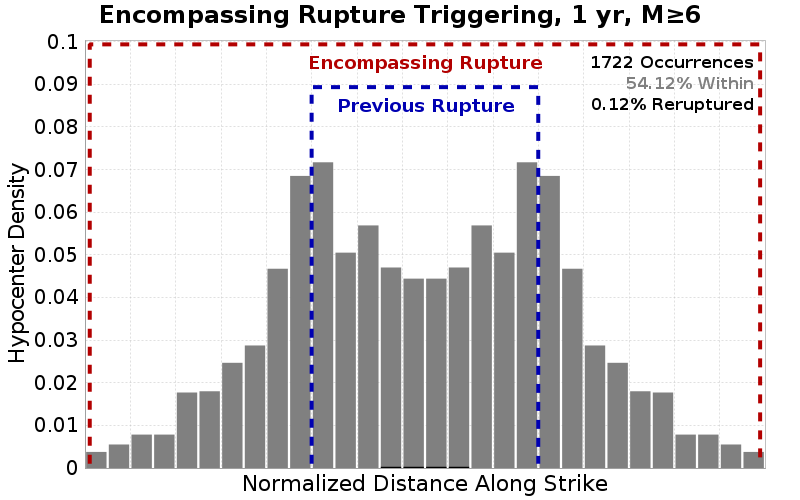 Encompassing Rupture Triggering, 1 yr, M≥6
0.1
0.09
0.08
0.07
0.06
0.05
0.04
0.03
0.02
0.01
0
Hypocenter Density
Encompassing Rupture
Previous Rupture
1722 Occurrences
54.12% Within
0.12% Reruptured
Normalized Distance Along Strike